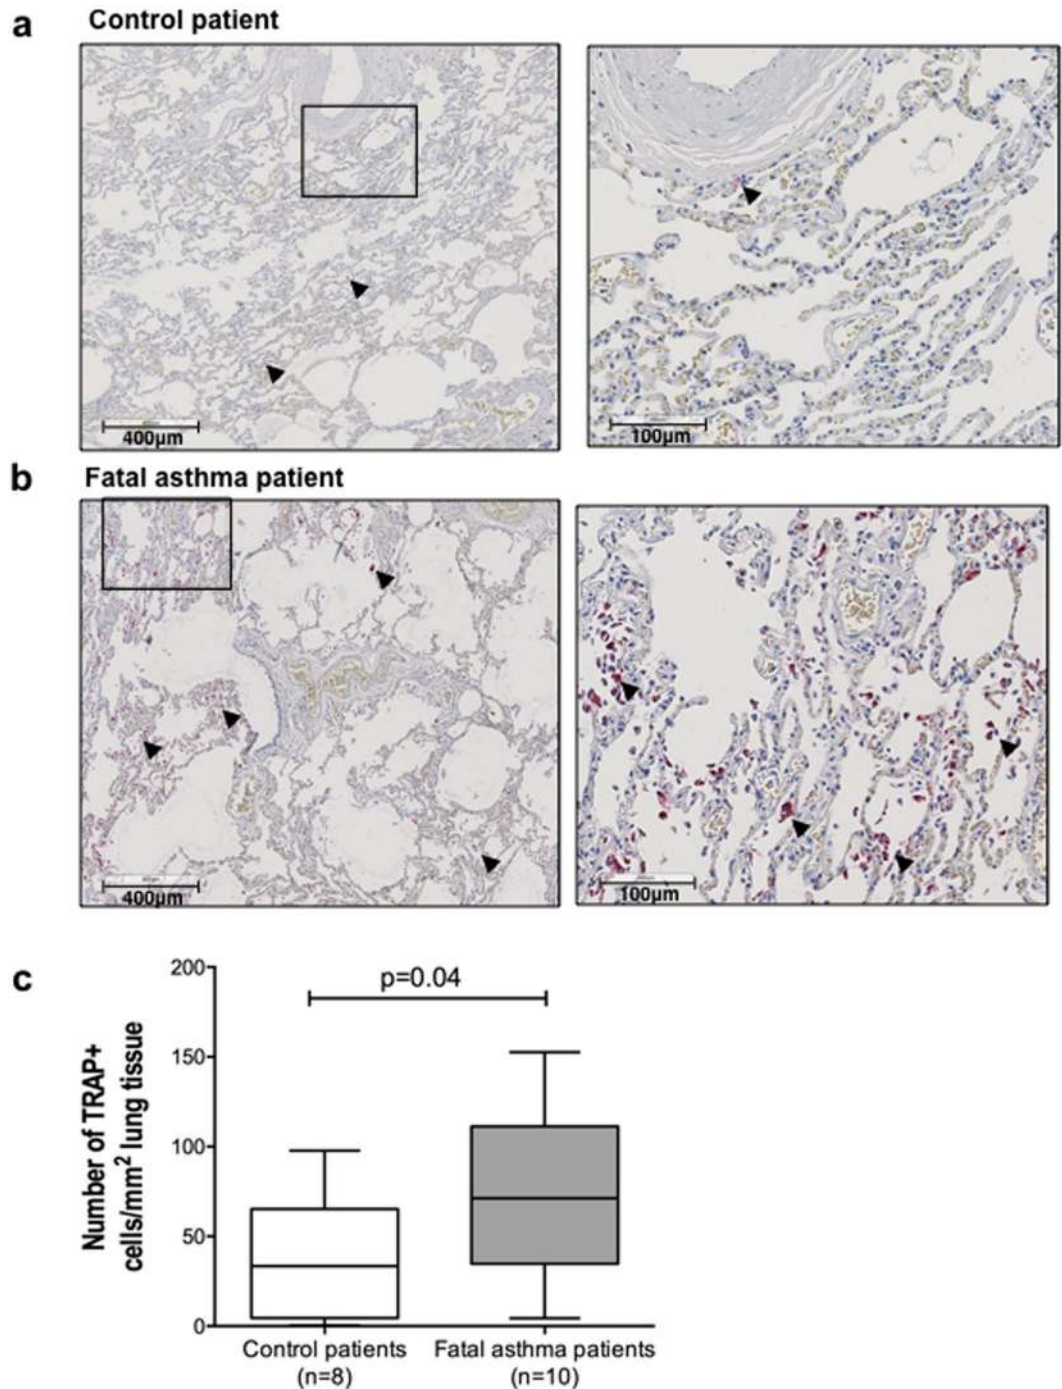 a
Control patient
400µm
100µm
b
Fatal asthma patient
400µm
100µm
c
p=0.04
Number of TRAP+
cells/mm² lung tissue
200
150
100
50
0
Control patients
(n=8)
Fatal asthma patients
(n=10)